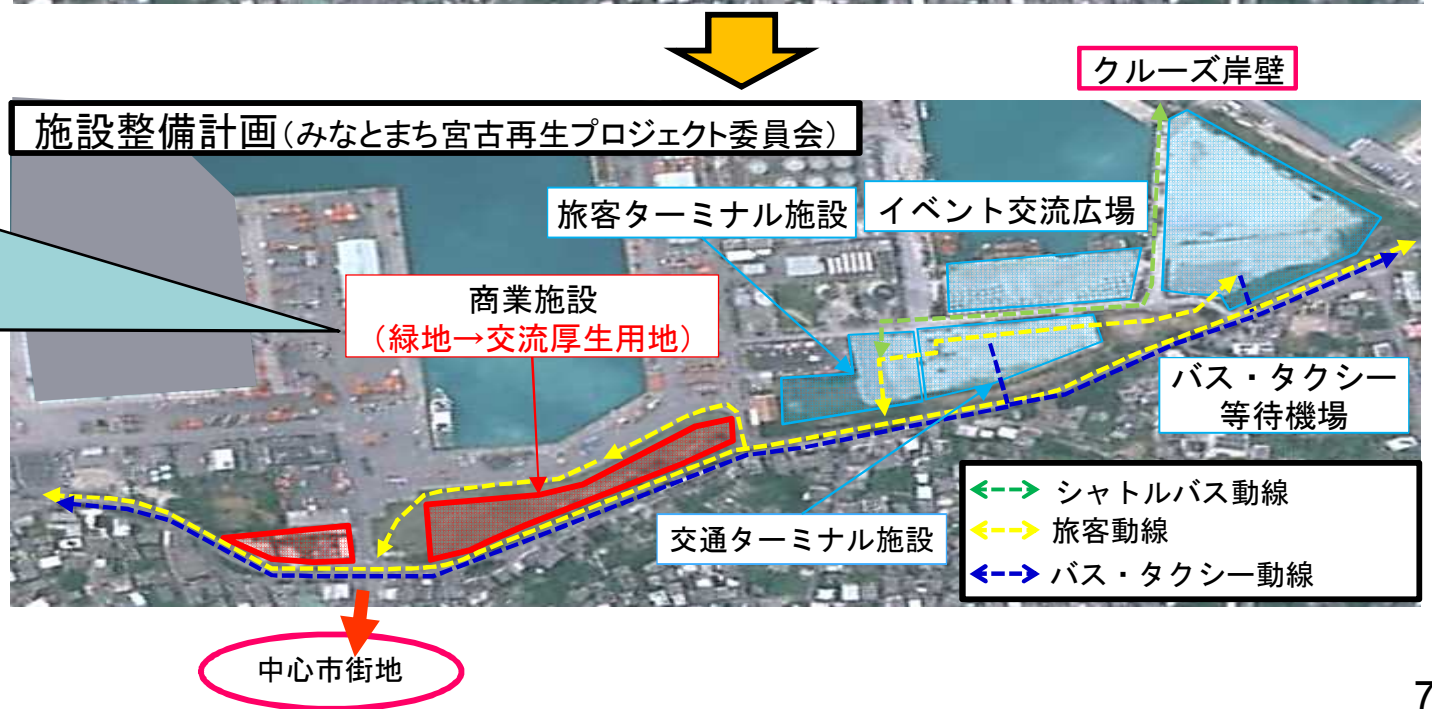 クルーズ岸壁
施設整備計画(みなとまち宮古再生プロジェクト委員会)
旅客ターミナル施設
イベント交流広場
商業施設
(緑地→交流厚生用地)
バス・タクシー
等待機場
交通ターミナル施設
シャトルバス動線
旅客動線
バス・タクシー動線
中心市街地
7